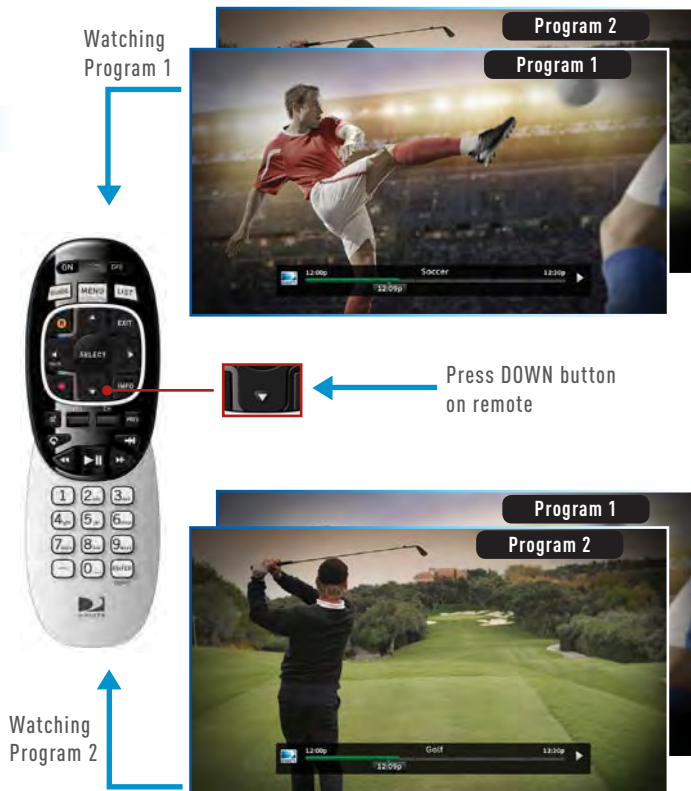 Watching
Program 1
Program 2
Program 1
12:00p Soccer 12:30p
12:09p
ON OFF
GUIDE MENU LIST
EXIT
SELECT
INFO
Press DOWN button
on remote
1 2 3
4 5 6
7 8 9
0 ENTER
DIRECTV
Program 1
Program 2
12:00p Golf 12:30p
12:09p
Watching
Program 2